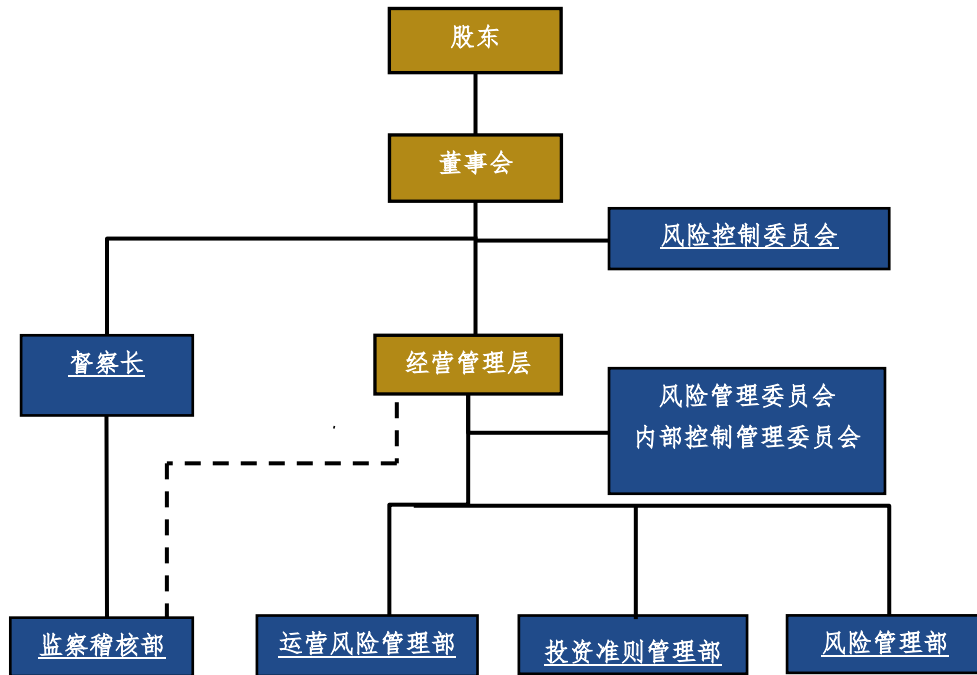 股东
董事会
风险控制委员会
督察长
经营管理层
风险管理委员会
内部控制管理委员会
监察稽核部
运营风险管理部
投资准则管理部
风险管理部